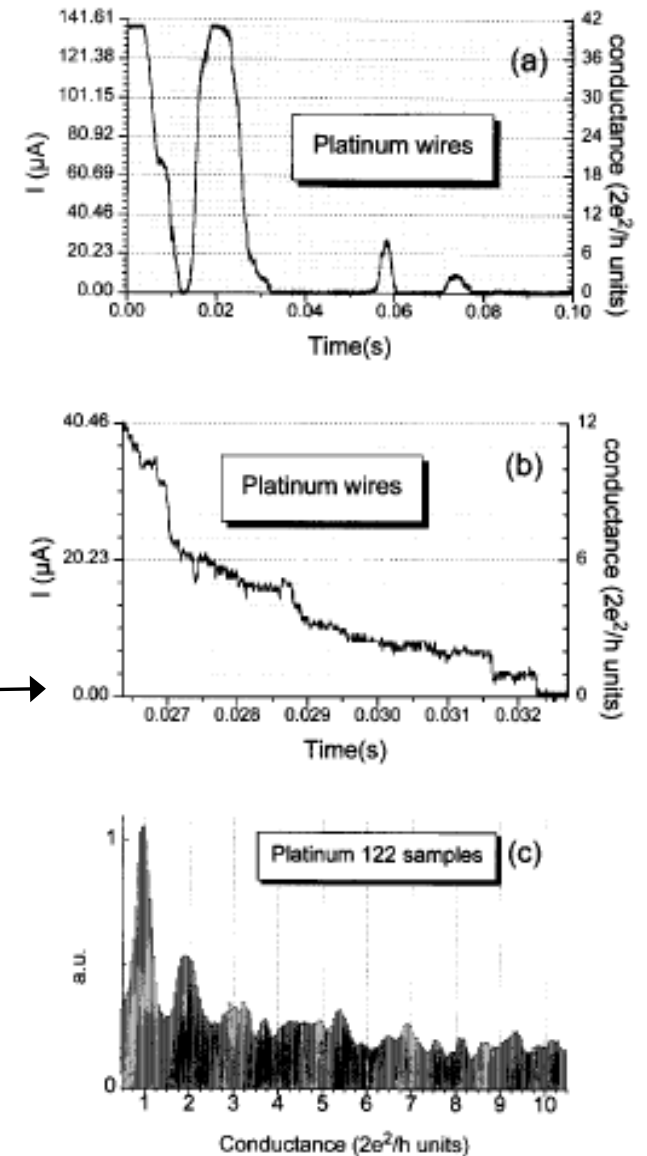 141.61
121.38
101.15
80.92
60.69
40.46
20.23
0.00
I (µA)
42
36
30
24
18
12
6
0
conductance (2e²/h units)
(a)
Platinum wires
0.00 0.02 0.04 0.06 0.08 0.10
Time(s)
40.46
20.23
0.00
I (µA)
12
6
0
conductance (2e²/h units)
(b)
Platinum wires
0.027 0.028 0.029 0.030 0.031 0.032
Time(s)
1
0
a.u.
Platinum 122 samples (c)
1 2 3 4 5 6 7 8 9 10
Conductance (2e²/h units)